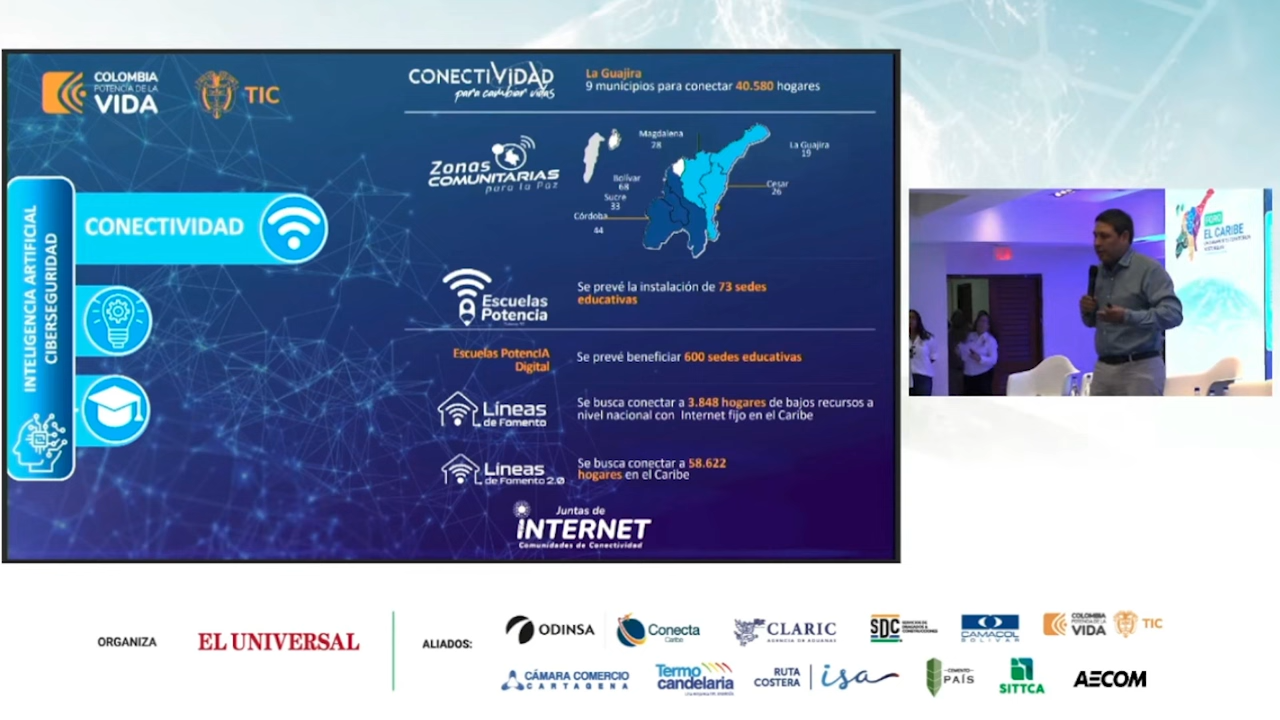 COLOMBIA
POTENCIA DE LA
VIDA
TIC
CONECTIVIDAD
para cambiar vidas
La Guajira
9 municipios para conectar 40.580 hogares
Zonas
COMUNITARIAS
para la Paz
Magdalena
28
La Guajira
19
Bolívar
68
Cesar
26
Sucre
33
Córdoba
44
INTELIGENCIA ARTIFICIAL
CIBERSEGURIDAD
CONECTIVIDAD
Escuelas
Potencia
Se prevé la instalación de 73 sedes
educativas
Escuelas PotencIA
Digital
Se prevé beneficiar 600 sedes educativas
Líneas
de Fomento
Se busca conectar a 3.848 hogares de bajos recursos a
nivel nacional con Internet fijo en el Caribe
Líneas
de Fomento 2.0
Se busca conectar a 58.622
hogares en el Caribe
Juntas de
INTERNET
Comunidades de Conectividad
FORO
EL CARIBE
ORGANIZA
EL UNIVERSAL
ALIADOS:
ODINSA
Conecta
Caribe
CLARIC
AGENCIA DE ADUANAS
SDC
CAMACOL
BOLÍVAR
COLOMBIA
POTENCIA DE LA
VIDA
TIC
CÁMARA COMERCIO
CARTAGENA
Termo
candelaria
RUTA
COSTERA
isa
CEMENTO
PAÍS
SITTCA
AECOM